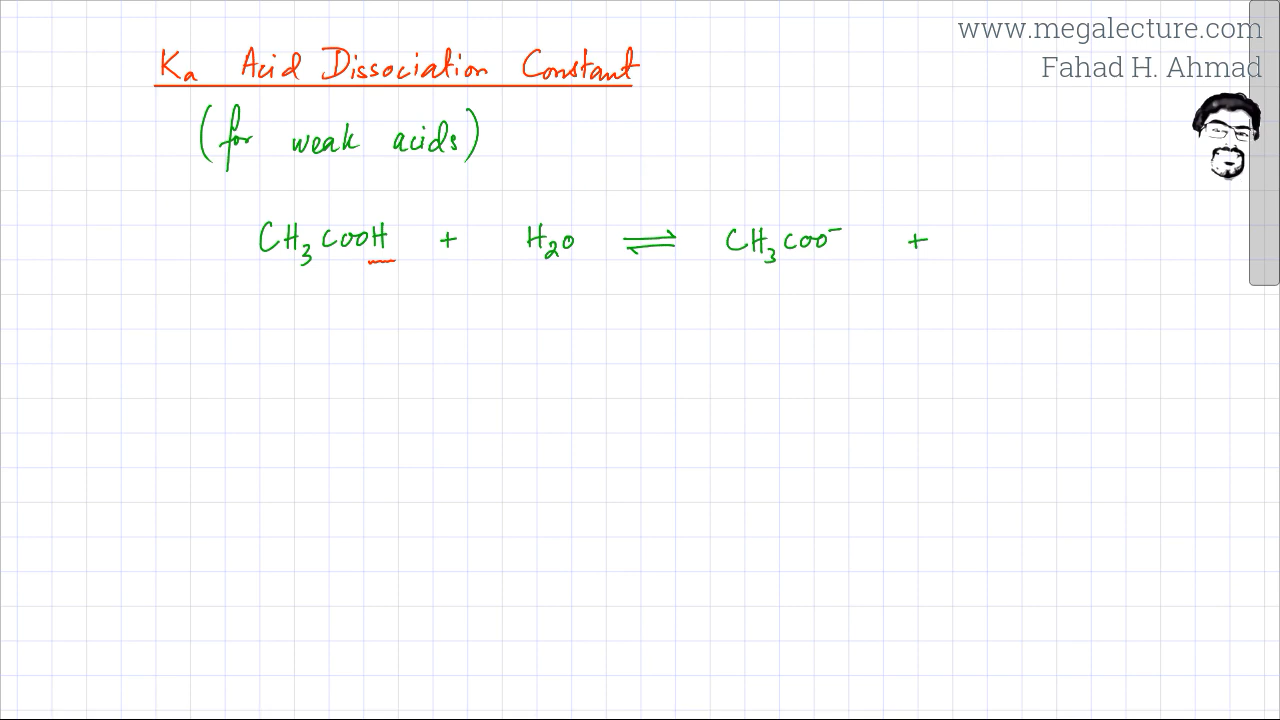 www.megalecture.com
Fahad H. Ahmad
Ka Acid Dissociation Constant
(for weak acids)
CH₃COOH + H₂O ⇌ CH₃COO⁻ +